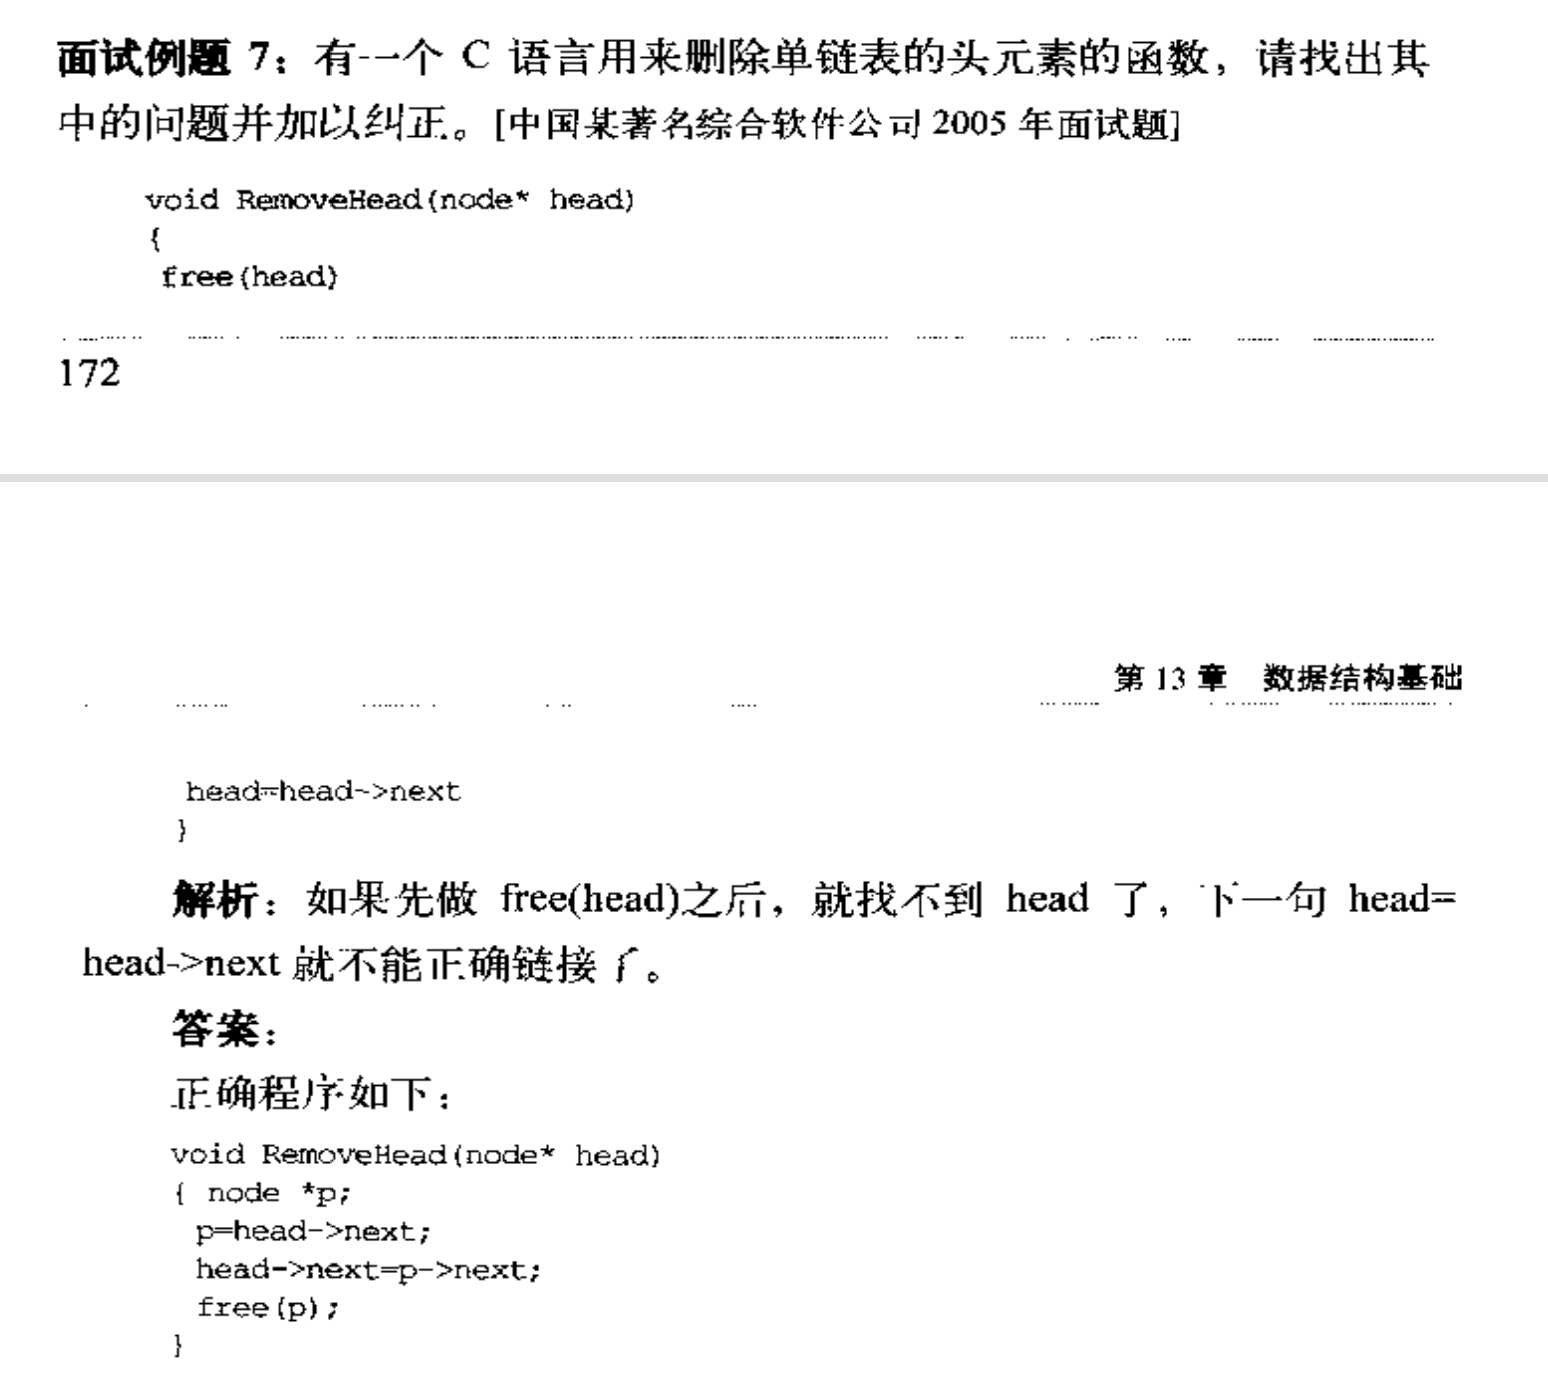 面试例题 7：有一个 C 语言用来删除单链表的头元素的函数，请找出其
中的问题并加以纠正。[中国某著名综合软件公司 2005 年面试题]
void RemoveHead(node* head)
{
free(head)
172
第 13 章 数据结构基础
head=head->next
}
解析：如果先做 free(head)之后，就找不到 head 了，下一句 head=
head->next 就不能正确链接了。
答案：
正确程序如下：
void RemoveHead(node* head)
{ node *p;
p=head->next;
head->next=p->next;
free(p);
}